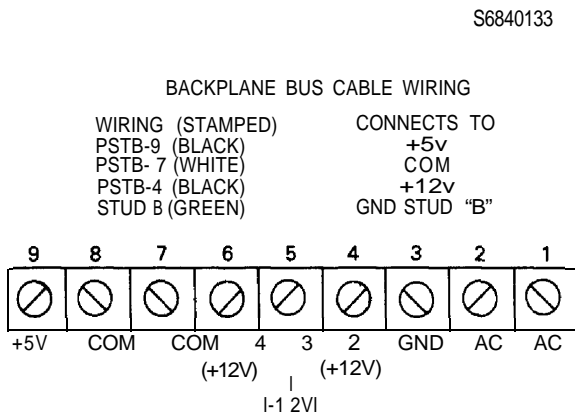 S6840133
BACKPLANE BUS CABLE WIRING
WIRING (STAMPED) CONNECTS TO
PSTB-9 (BLACK) +5v
PSTB- 7 (WHITE) COM
PSTB-4 (BLACK) +12v
STUD B (GREEN) GND STUD “B”
9 8 7 6 5 4 3 2 1
+5V COM COM 4 3 2 GND AC AC
(+12V) (+12V)
I-1 2VI